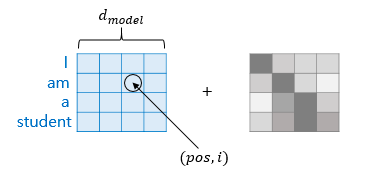 d_model
I
am
a
student
+
(pos, i)